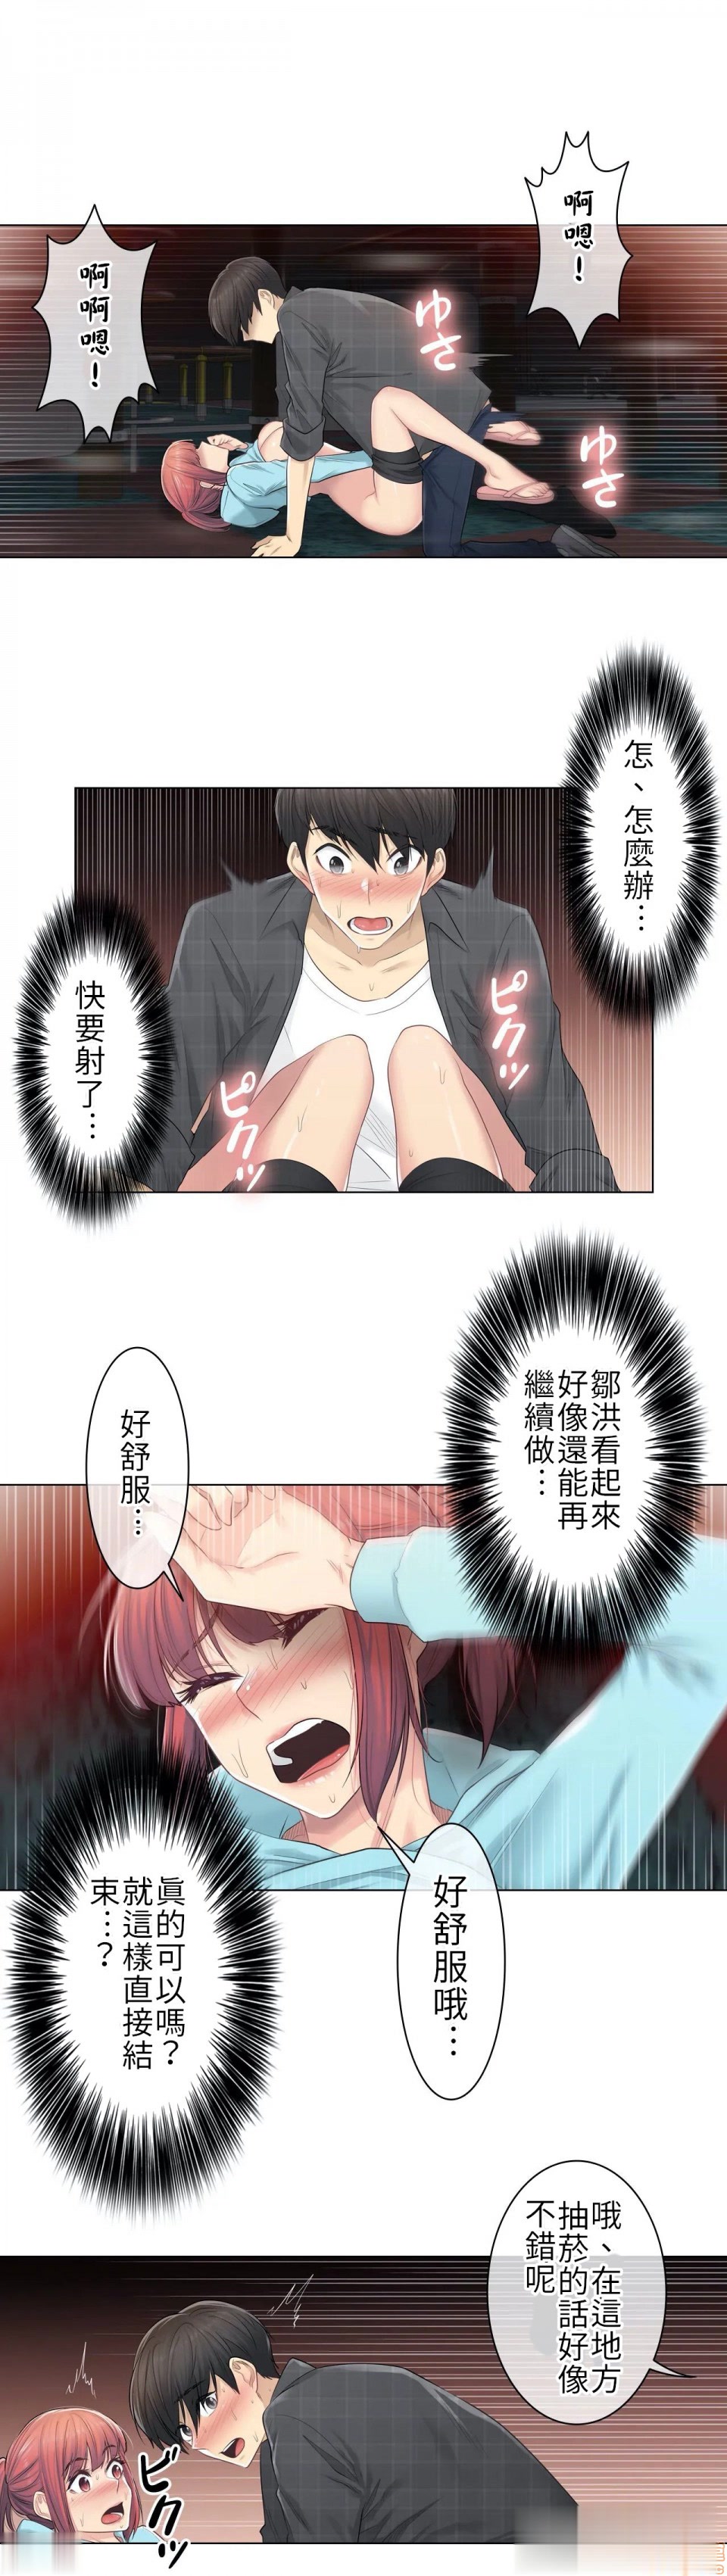 啊嗯！
ゆさ
啊啊嗯！
ゆさ
怎、怎麼辦…
快要射了…
ピクッ
ピクッ
鄒洪看起來
好像還能再
繼續做…
好舒服…
好舒服哦…
眞的可以嗎？
就這樣直接結
束…？
哦、在這地方
抽菸的話好像
不錯呢
ビクッ